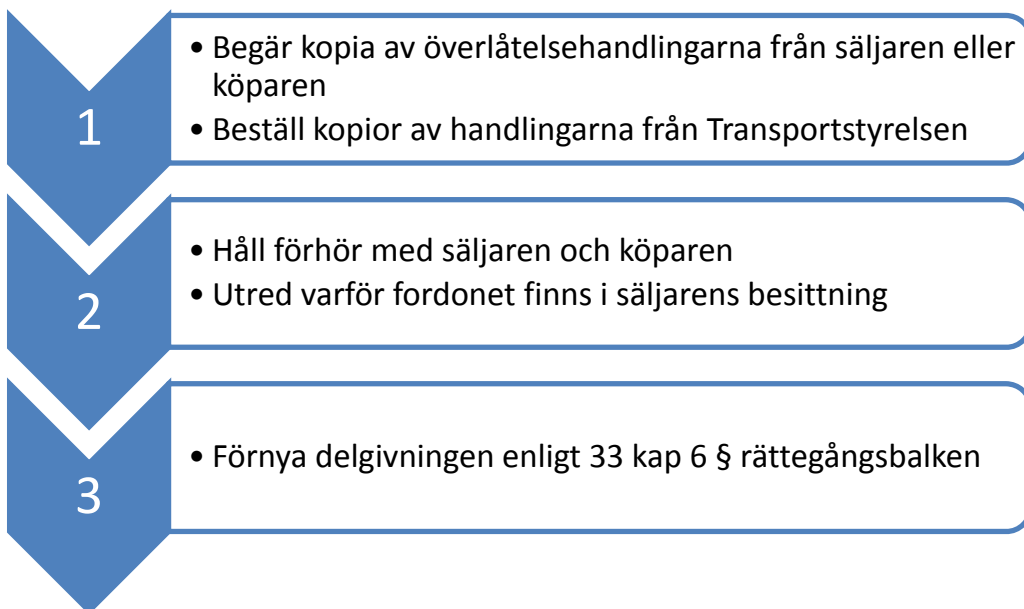 1
• Begär kopia av överlåtelsehandlingarna från säljaren eller
köparen
• Beställ kopior av handlingarna från Transportstyrelsen
2
• Håll förhör med säljaren och köparen
• Utred varför fordonet finns i säljarens besittning
3
• Förnya delgivningen enligt 33 kap 6 § rättegångsbalken